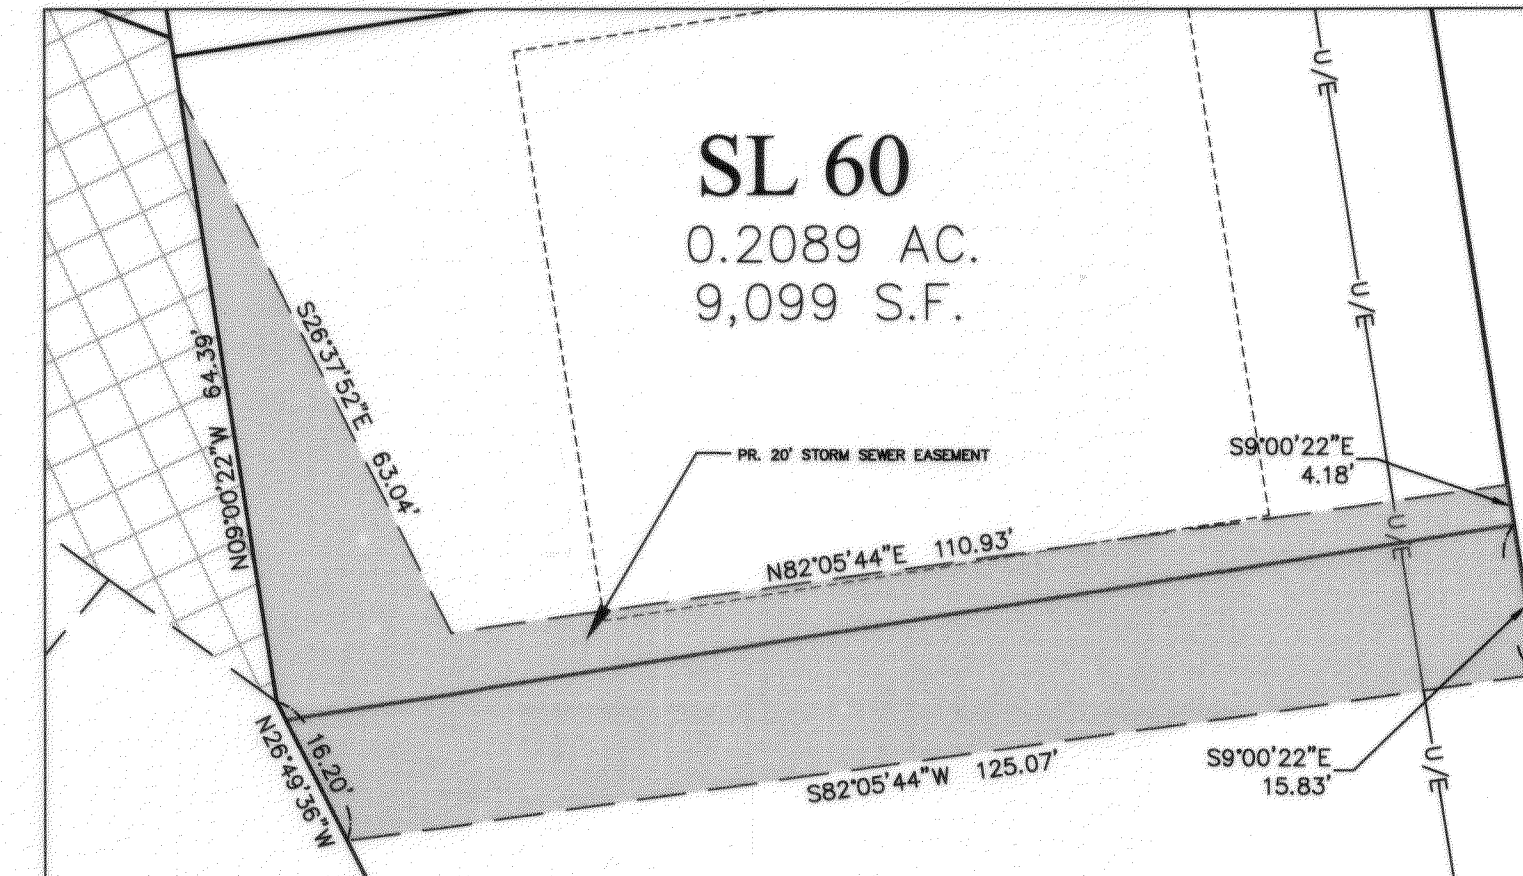 U/E
SL 60
0.2089 AC.
9,099 S.F.
U/E
S26°37'52"E 63.04'
N09°00'22"W 64.39'
PR. 20' STORM SEWER EASEMENT
S9°00'22"E
4.18'
U/E
N82°05'44"E 110.93'
16.20'
N26°49'36"W
S82°05'44"W 125.07'
S9°00'22"E
15.83'
U/E